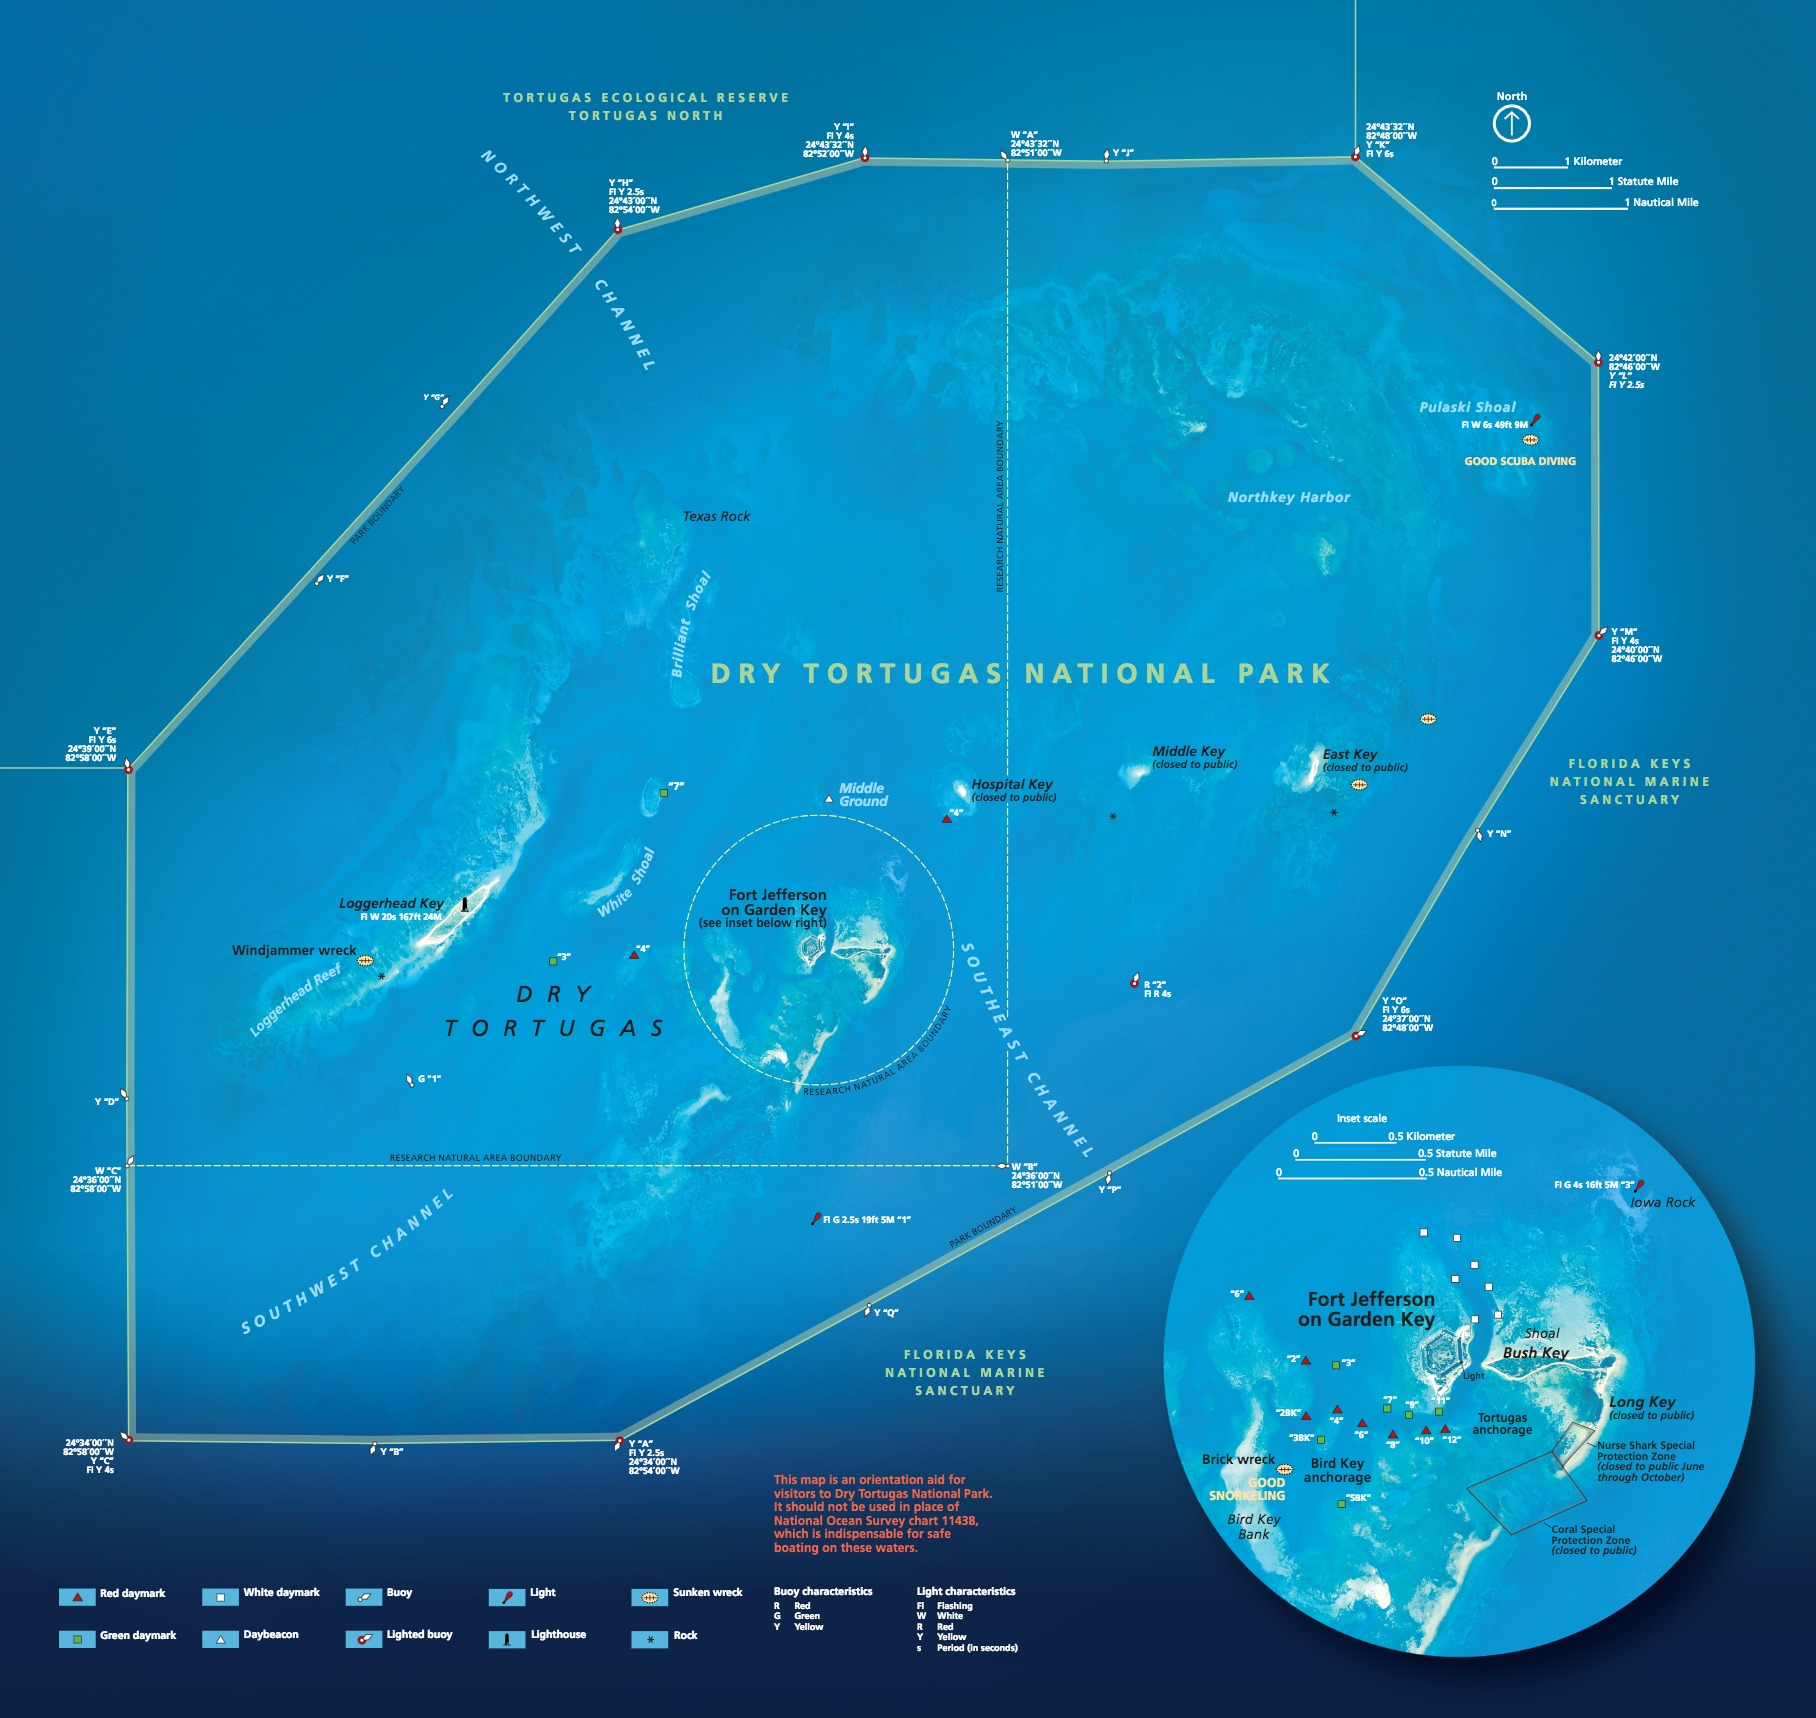 TORTUGAS ECOLOGICAL RESERVE
TORTUGAS NORTH
North
0 1 Kilometer
0 1 Statute Mile
0 1 Nautical Mile
Y “I”
Fl Y 4s
24°43´32˝N
82°52´00˝W
W “A”
24°43´32˝N
82°51´00˝W
Y “J”
24°43´32˝N
82°48´00˝W
Y “K”
Fl Y 6s
Y “H”
Fl Y 2.5s
24°43´00˝N
82°54´00˝W
NORTHWEST CHANNEL
24°42´00˝N
82°46´00˝W
Y “L”
Fl Y 2.5s
Y “G”
Pulaski Shoal
Fl W 6s 49ft 9M
GOOD SCUBA DIVING
Northkey Harbor
PARK BOUNDARY
RESEARCH NATURAL AREA BOUNDARY
Texas Rock
Y “F”
Brilliant Shoal
Y “M”
Fl Y 4s
24°40´00˝N
82°46´00˝W
DRY TORTUGAS NATIONAL PARK
Y “E”
Fl Y 6s
24°39´00˝N
82°58´00˝W
Middle Key
(closed to public)
East Key
(closed to public)
FLORIDA KEYS
NATIONAL MARINE
SANCTUARY
“7”
Middle
Ground
Hospital Key
(closed to public)
“4”
Y “N”
White Shoal
Fort Jefferson
on Garden Key
(see inset below right)
Loggerhead Key
Fl W 20s 167ft 24M
Windjammer wreck
Loggerhead Reef
“3”
“4”
DRY
TORTUGAS
SOUTHEAST CHANNEL
R “2”
Fl R 4s
Y “O”
Fl Y 6s
24°37´00˝N
82°48´00˝W
RESEARCH NATURAL AREA BOUNDARY
G “1”
Y “D”
RESEARCH NATURAL AREA BOUNDARY
W “C”
24°36´00˝N
82°58´00˝W
W “B”
24°36´00˝N
82°51´00˝W
Y “P”
SOUTHWEST CHANNEL
Fl G 2.5s 19ft 5M “1”
PARK BOUNDARY
Y “Q”
FLORIDA KEYS
NATIONAL MARINE
SANCTUARY
24°34´00˝N
82°58´00˝W
Y “C”
Fl Y 4s
Y “B”
Y “A”
Fl Y 2.5s
24°34´00˝N
82°54´00˝W
Inset scale
0 0.5 Kilometer
0 0.5 Statute Mile
0 0.5 Nautical Mile
Fl G 4s 16ft 5M “3”
Iowa Rock
“6”
Fort Jefferson
on Garden Key
Shoal
Bush Key
“2”
“3”
Light
“7”
“9”
“11”
Long Key
(closed to public)
“2BK”
“4”
“6”
“8”
“10”
“12”
Tortugas
anchorage
“3BK”
Nurse Shark Special
Protection Zone
(closed to public June
through October)
Brick wreck
GOOD
SNORKELING
Bird Key
anchorage
“5BK”
Bird Key
Bank
Coral Special
Protection Zone
(closed to public)
This map is an orientation aid for
visitors to Dry Tortugas National Park.
It should not be used in place of
National Ocean Survey chart 11438,
which is indispensable for safe
boating on these waters.
Red daymark
White daymark
Buoy
Light
Sunken wreck
Green daymark
Daybeacon
Lighted buoy
Lighthouse
Rock
Buoy characteristics
R Red
G Green
Y Yellow
Light characteristics
Fl Flashing
W White
R Red
Y Yellow
s Period (in seconds)